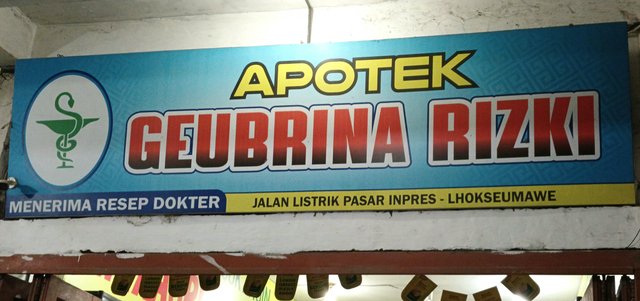 APOTEK
GEUBRINA RIZKI
MENERIMA RESEP DOKTER
JALAN LISTRIK PASAR INPRES - LHOKSEUMAWE